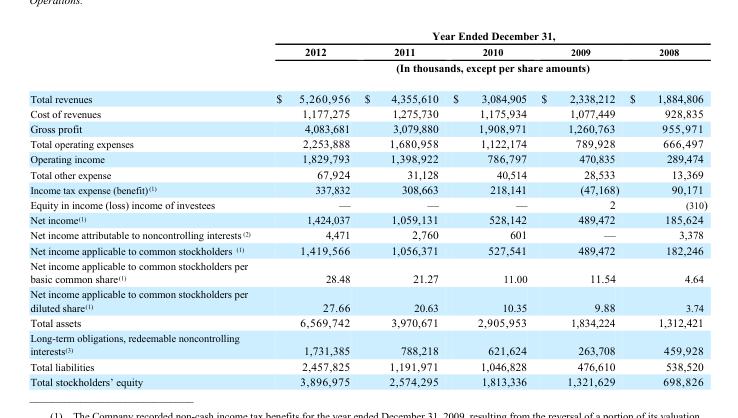 Operations.
Year Ended December 31,
2012 2011 2010 2009 2008
(In thousands, except per share amounts)
Total revenues $ 5,260,956 $ 4,355,610 $ 3,084,905 $ 2,338,212 $ 1,884,806
Cost of revenues 1,177,275 1,275,730 1,175,934 1,077,449 928,835
Gross profit 4,083,681 3,079,880 1,908,971 1,260,763 955,971
Total operating expenses 2,253,888 1,680,958 1,122,174 789,928 666,497
Operating income 1,829,793 1,398,922 786,797 470,835 289,474
Total other expense 67,924 31,128 40,514 28,533 13,369
Income tax expense (benefit)(1) 337,832 308,663 218,141 (47,168) 90,171
Equity in income (loss) income of investees — — — 2 (310)
Net income(1) 1,424,037 1,059,131 528,142 489,472 185,624
Net income attributable to noncontrolling interests (2) 4,471 2,760 601 — 3,378
Net income applicable to common stockholders (1) 1,419,566 1,056,371 527,541 489,472 182,246
Net income applicable to common stockholders per
basic common share(1) 28.48 21.27 11.00 11.54 4.64
Net income applicable to common stockholders per
diluted share(1) 27.66 20.63 10.35 9.88 3.74
Total assets 6,569,742 3,970,671 2,905,953 1,834,224 1,312,421
Long-term obligations, redeemable noncontrolling
interests(3) 1,731,385 788,218 621,624 263,708 459,928
Total liabilities 2,457,825 1,191,971 1,046,828 476,610 538,520
Total stockholders’ equity 3,896,975 2,574,295 1,813,336 1,321,629 698,826
(1) The Company recorded non-cash income tax benefits for the year ended December 31, 2009, resulting from the reversal of a portion of its valuation